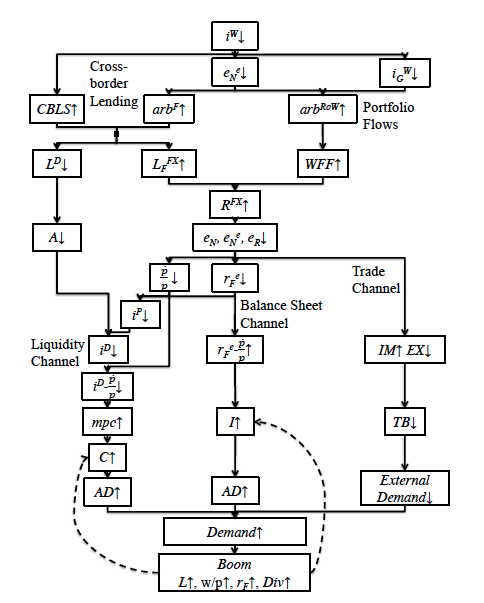 i^W↓
Cross-
border
Lending
e_N^e↓
i_G^W↓
CBLS↑
arb^F↑
arb^RoW↑
Portfolio
Flows
L^D↓
L_F^FX↑
WFF↑
R^FX↑
A↓
e_N, e_N^e, e_R↓
ṗ/p↓
r_F^e↓
Trade
Channel
i^P↓
Balance Sheet
Channel
Liquidity
Channel
i^D↓
r_F^e-ṗ/p↑
IM↑ EX↓
i^D-ṗ/p↓
mpc↑
I↑
TB↓
C↑
AD↑
AD↑
External
Demand↓
Demand↑
Boom
L↑, w/p↑, r_F↑, Div↑